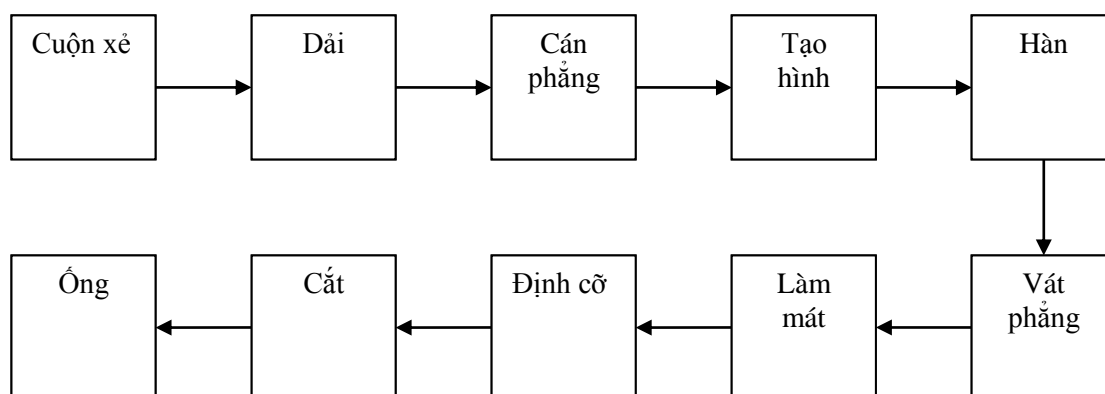 Cuộn xẻ
Dải
Cán
phẳng
Tạo
hình
Hàn
Vát
phẳng
Làm
mát
Định cỡ
Cắt
Ống